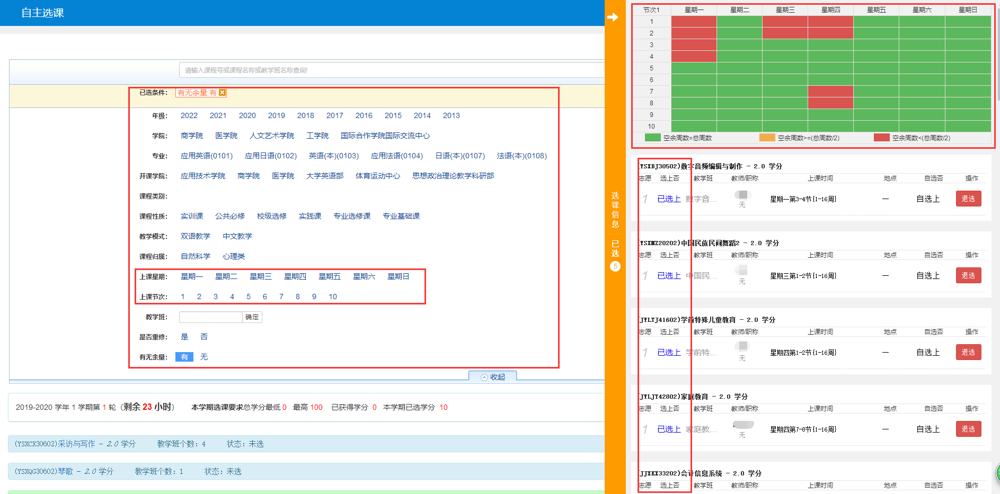 自主选课
请输入课程号或课程名称或教学班名称查询!
已选条件: 有无余量:有
年级: 2022 2021 2020 2019 2018 2017 2016 2015 2014 2013
学院: 商学院 医学院 人文艺术学院 工学院 国际合作学院国际交流中心
专业: 应用英语(0101) 应用日语(0102) 英语(本)(0103) 应用法语(0104) 日语(本)(0107) 法语(本)(0108)
开课学院: 应用技术学院 商学院 医学院 大学英语部 体育运动中心 思想政治理论教学科研部
课程类别:
课程性质: 实训课 公共必修 校级选修 实践课 专业选修课 专业基础课
教学模式: 双语教学 中文教学
课程归属: 自然科学 心理类
上课星期: 星期一 星期二 星期三 星期四 星期五 星期六 星期日
上课节次: 1 2 3 4 5 6 7 8 9 10
教学班: 确定
是否重修: 是 否
有无余量: 有 无
收起
2019-2020 学年 1 学期第 1 轮（剩余 23 小时） 本学期选课要求总学分最低 0 最高 100 已获得学分 0 本学期已选学分 10
(YSXCX30602)采访与写作 - 2.0 学分 教学班个数: 4 状态: 未选
(YSXQG30602)琴歌 - 2.0 学分 教学班个数: 1 状态: 未选
选课信息
已选
5
节次1 星期一 星期二 星期三 星期四 星期五 星期六 星期日
1
2
3
4
5
6
7
8
9
10
空余周数=总周数 空余周数>=(总周数/2) 空余周数<(总周数/2)
(YSXBJ30502)数字音频编辑与制作 - 2.0 学分
志愿 选上否 教学班 教师/职称 上课时间 地点 自选否 操作
1 已选上 数字音... 无 星期一第3-4节{1-16周} -- 自选上 退选
(YSXMZ20202)中国民族民间舞蹈2 - 2.0 学分
志愿 选上否 教学班 教师/职称 上课时间 地点 自选否 操作
1 已选上 中国民... 无 星期三第1-2节{1-16周} -- 自选上 退选
(JYLTJ41602)学前特殊儿童教育 - 2.0 学分
志愿 选上否 教学班 教师/职称 上课时间 地点 自选否 操作
1 已选上 学前特... 无 星期四第1-2节{1-16周} -- 自选上 退选
(JYLJT42802)家庭教育 - 2.0 学分
志愿 选上否 教学班 教师/职称 上课时间 地点 自选否 操作
1 已选上 家庭教... 无 星期四第7-8节{1-16周} -- 自选上 退选
(JJXKX33202)会计信息系统 - 2.0 学分
志愿 选上否 教学班 教师/职称 上课时间 地点 自选否 操作